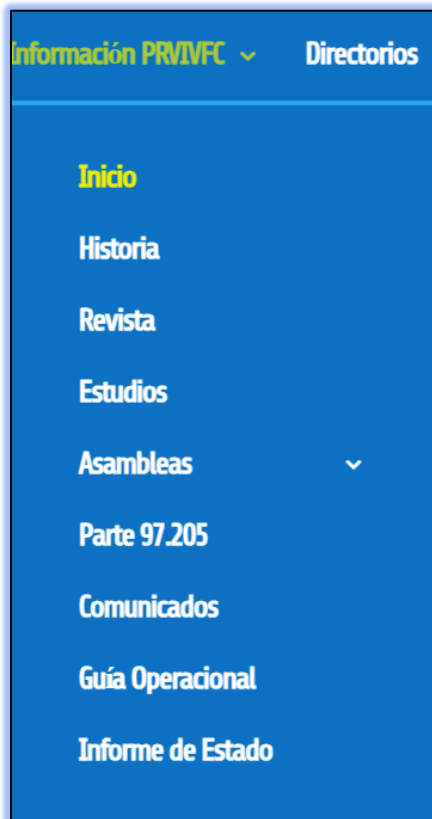 Información PRVIVFC Directorios
Inicio
Historia
Revista
Estudios
Asambleas
Parte 97.205
Comunicados
Guía Operacional
Informe de Estado